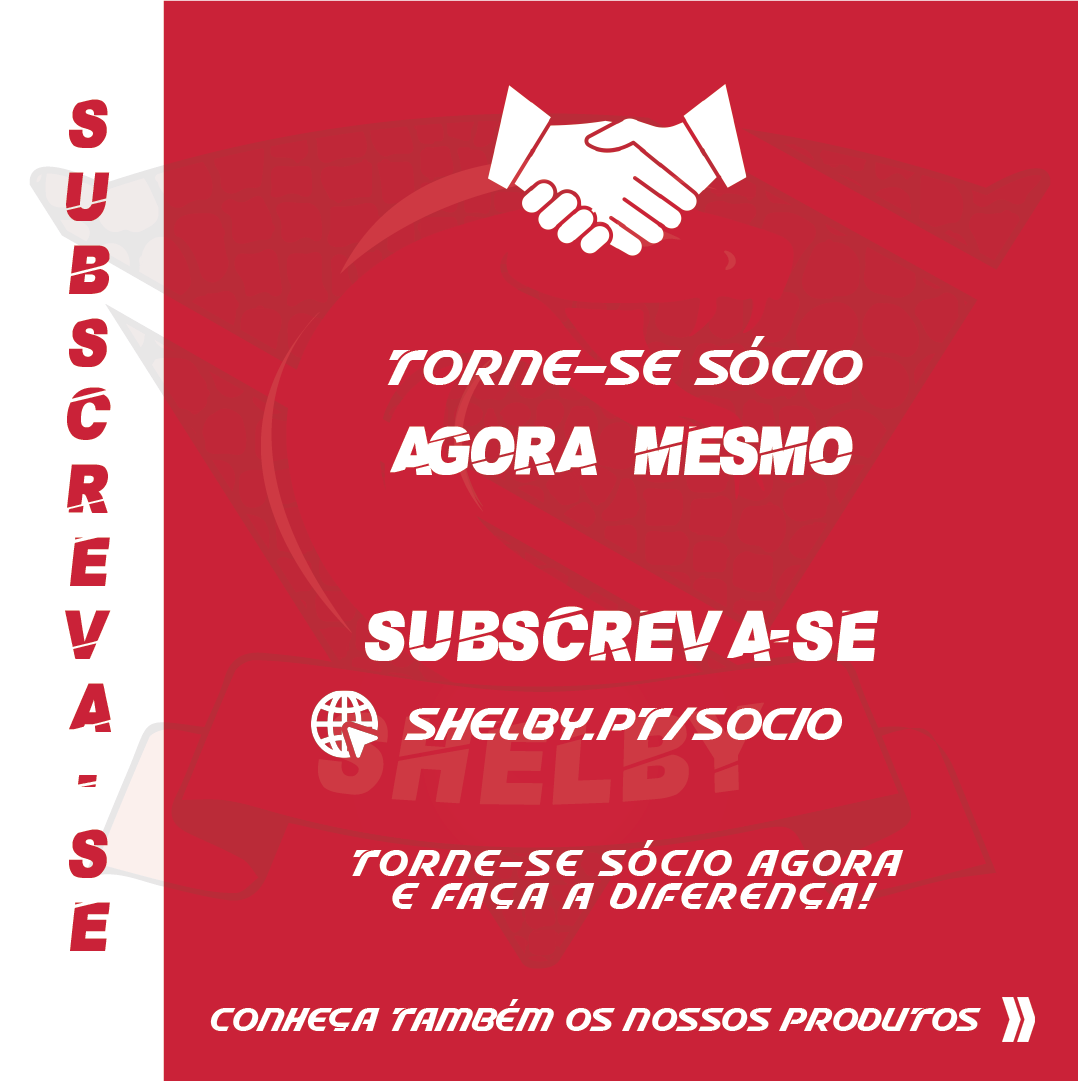 SUBSCREVA-SE
TORNE-SE SÓCIO
AGORA MESMO
SUBSCREVA-SE
SHELBY.PT/SOCIO
SHELBY
TORNE-SE SÓCIO AGORA
E FAÇA A DIFERENÇA!
CONHEÇA TAMBÉM OS NOSSOS PRODUTOS